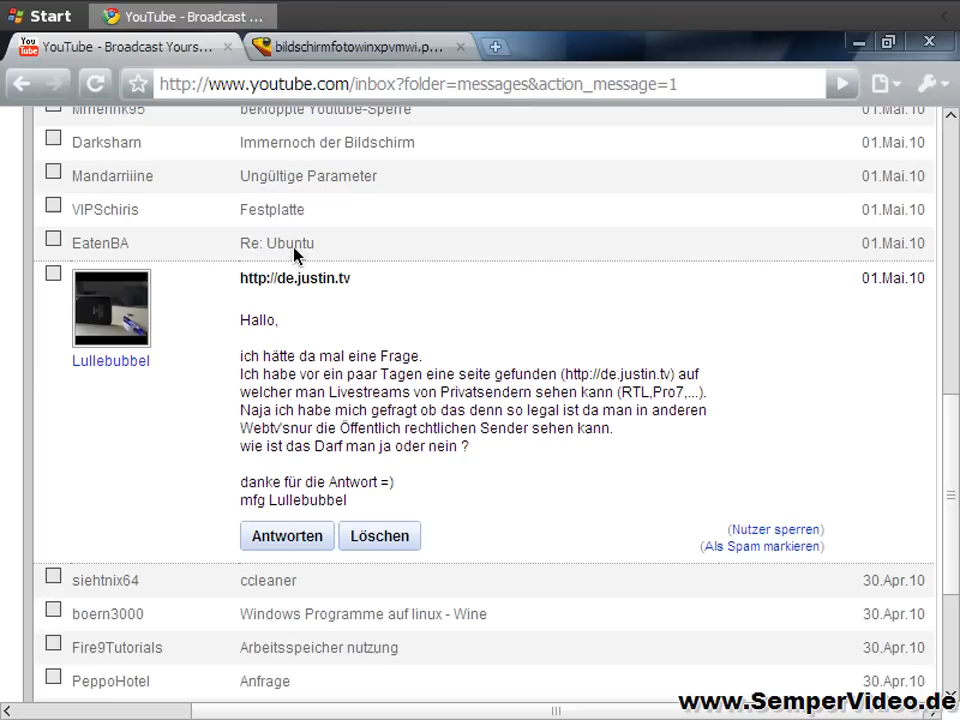 Start
YouTube - Broadcast ...
YouTube - Broadcast Yours...
bildschirmfotowinxpvmwi.p...
http://www.youtube.com/inbox?folder=messages&action_message=1
bekloppte Youtube-Sperre
01.Mai.10
Darksharn
Immernoch der Bildschirm
01.Mai.10
Mandarriiine
Ungültige Parameter
01.Mai.10
VIPSchiris
Festplatte
01.Mai.10
EatenBA
Re: Ubuntu
01.Mai.10
http://de.justin.tv
01.Mai.10
Lullebubbel
Hallo,
ich hätte da mal eine Frage.
Ich habe vor ein paar Tagen eine seite gefunden (http://de.justin.tv) auf
welcher man Livestreams von Privatsendern sehen kann (RTL,Pro7,...).
Naja ich habe mich gefragt ob das denn so legal ist da man in anderen
Webtv'snur die Öffentlich rechtlichen Sender sehen kann.
wie ist das Darf man ja oder nein ?
danke für die Antwort =)
mfg Lullebubbel
Antworten
Löschen
(Nutzer sperren)
(Als Spam markieren)
siehtnix64
ccleaner
30.Apr.10
boern3000
Windows Programme auf linux - Wine
30.Apr.10
Fire9Tutorials
Arbeitsspeicher nutzung
30.Apr.10
PeppoHotel
Anfrage
30.Apr.10
www.SemperVideo.de